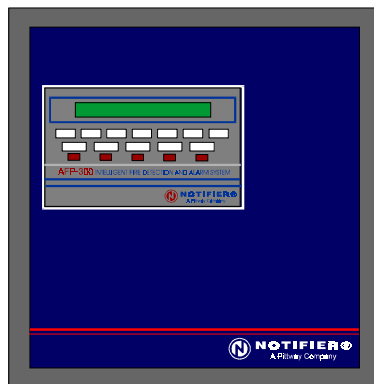 AFP-300 INTELLIGENT FIRE DETECTION AND ALARM SYSTEM
N NOTIFIER®
A Pittway Company
N NOTIFIER®
A Pittway Company